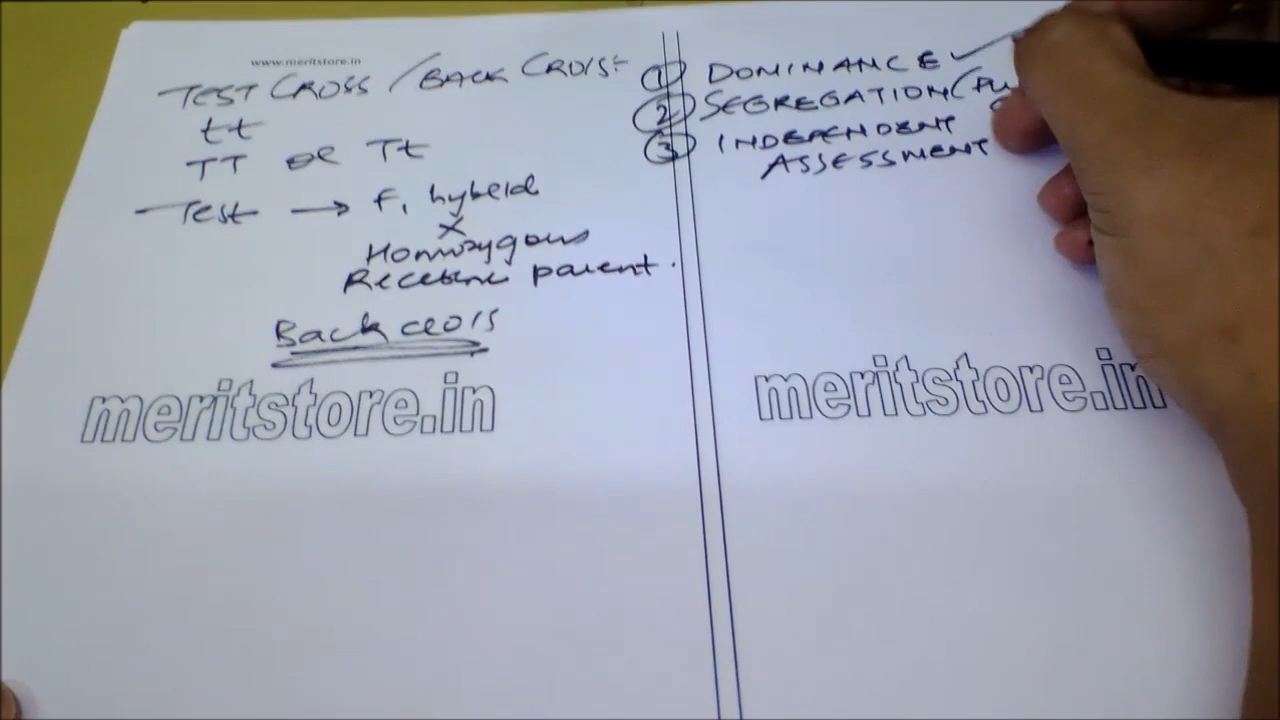 www.meritstore.in
TEST CROSS / BACK CROSS:
tt
TT or Tt
Test → F1 hybrid
x
Homozygous
Recessive parent.
Back cross
meritstore.in
1 DOMINANCE
2 SEGREGATION (
3 INDEPENDENT
ASSESSMENT
meritstore.in